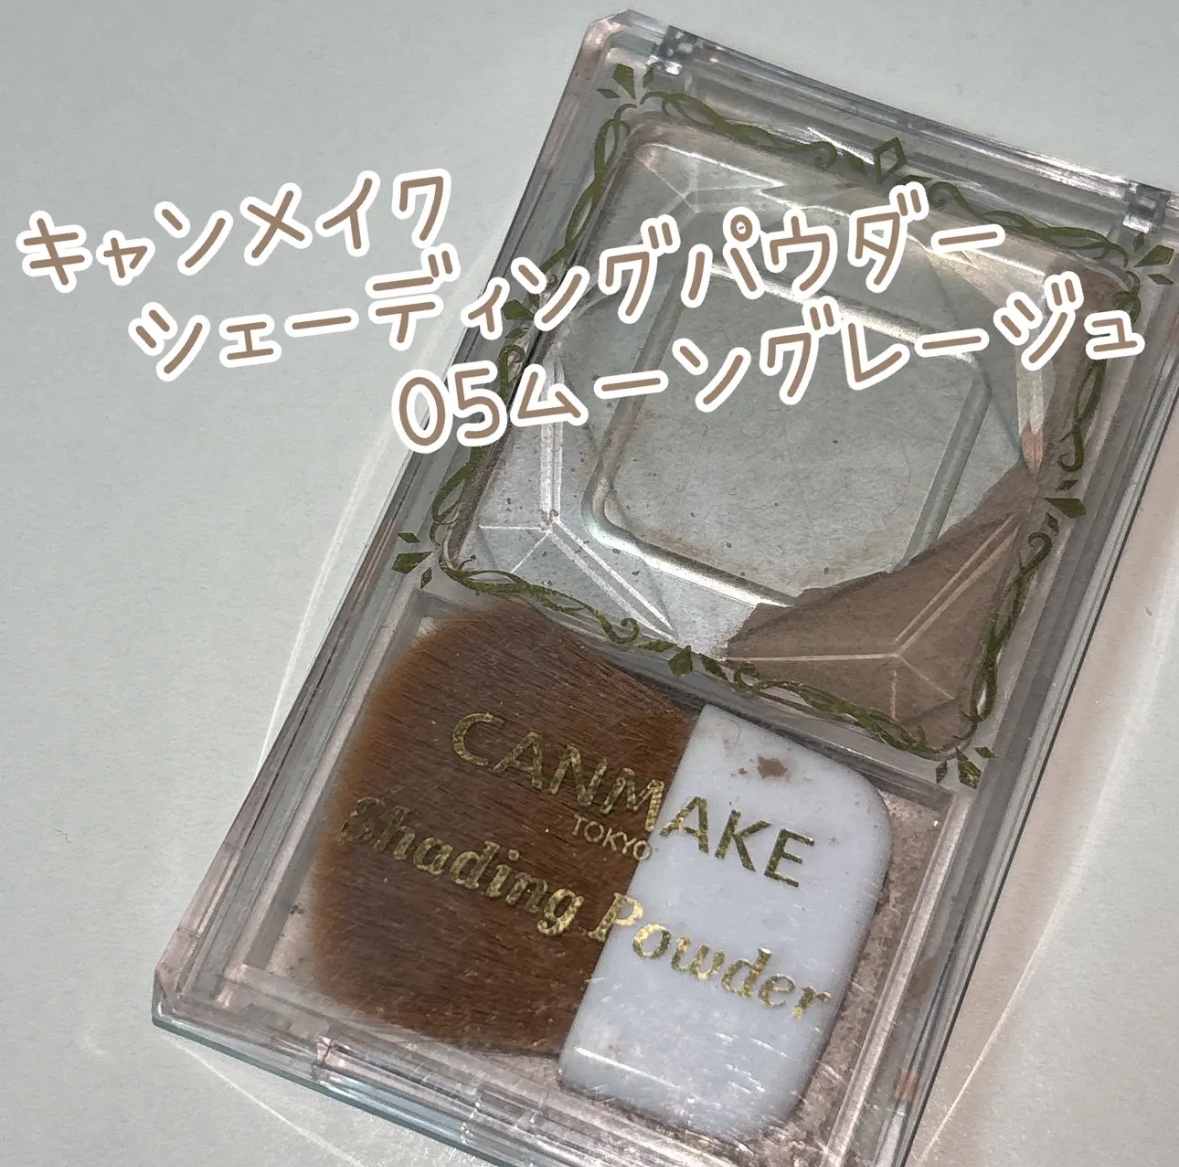 キャンメイク
シェーディングパウダー
05ムーングレージュ
CANMAKE
TOKYO
Shading Powder